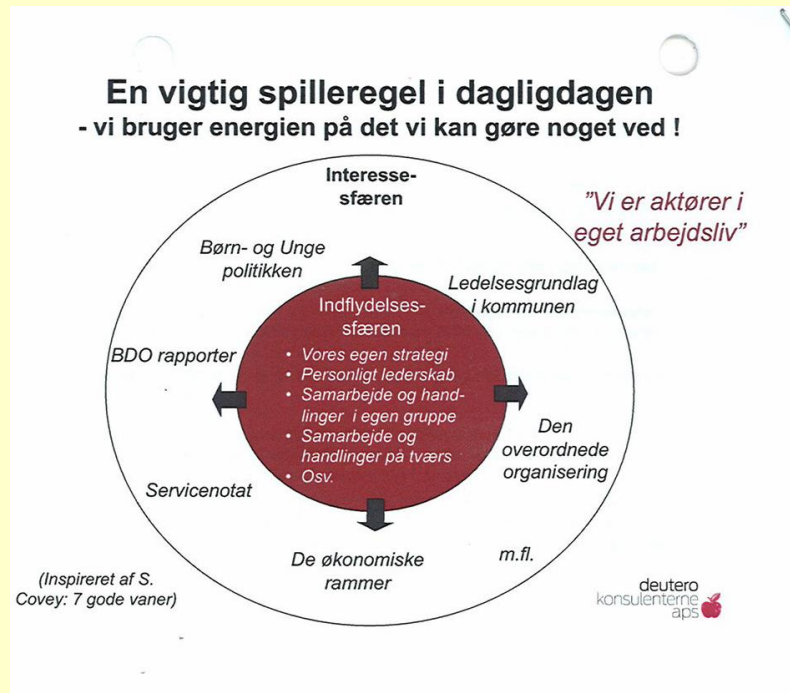 En vigtig spilleregel i dagligdagen
- vi bruger energien på det vi kan gøre noget ved !
Interesse-
sfæren
"Vi er aktører i
eget arbejdsliv"
Børn- og Unge
politikken
Ledelsesgrundlag
i kommunen
Indflydelses-
sfæren
• Vores egen strategi
• Personligt lederskab
• Samarbejde og hand-
linger i egen gruppe
• Samarbejde og
handlinger på tværs
• Osv.
BDO rapporter
Den
overordnede
organisering
Servicenotat
De økonomiske
rammer
m.fl.
(Inspireret af S.
Covey: 7 gode vaner)
deutero
konsulenterne
aps